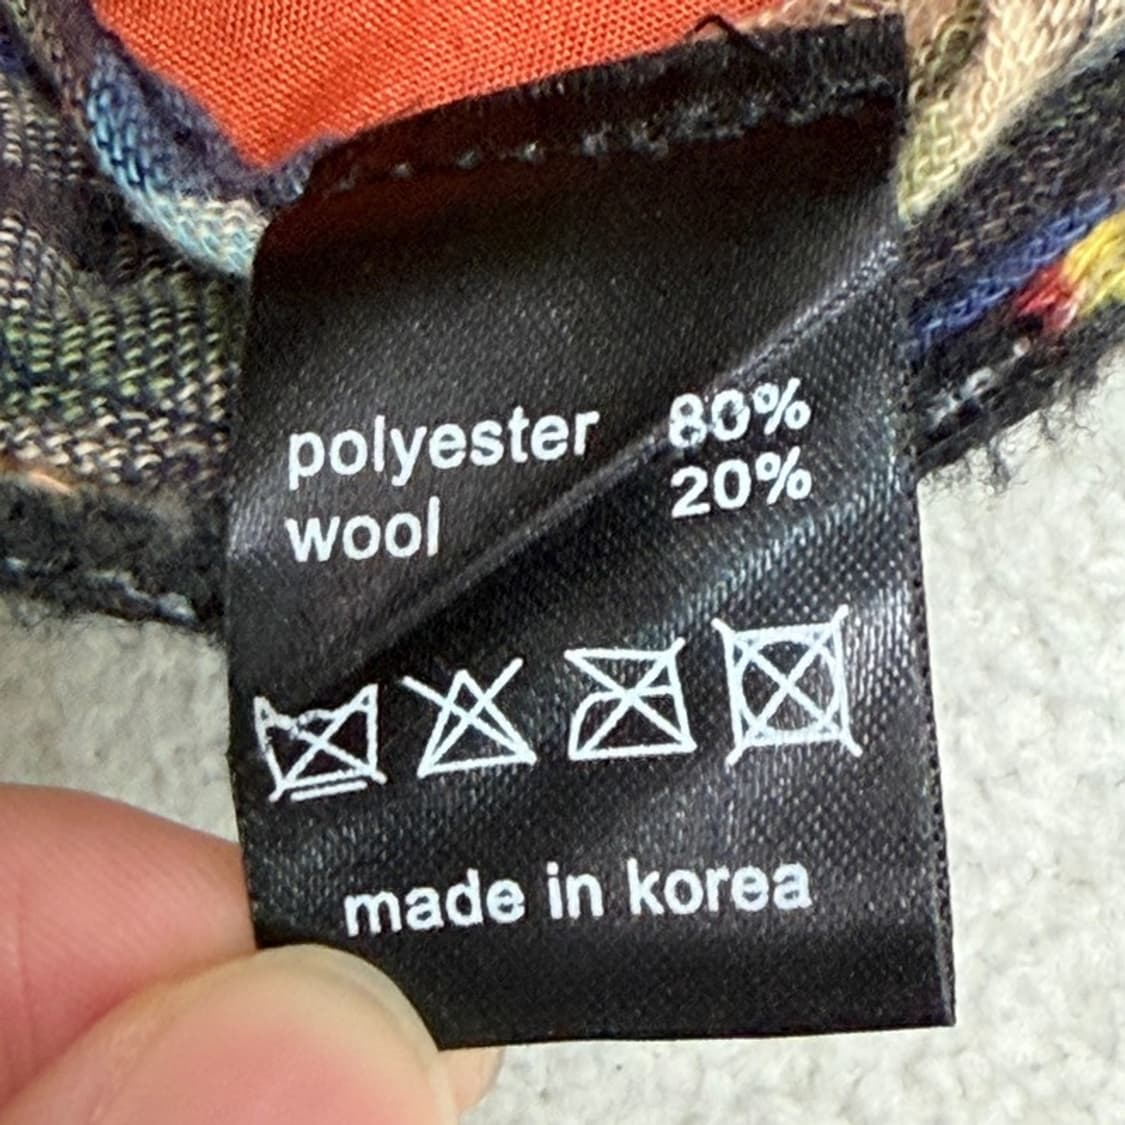 polyester 80%
wool 20%
made in korea